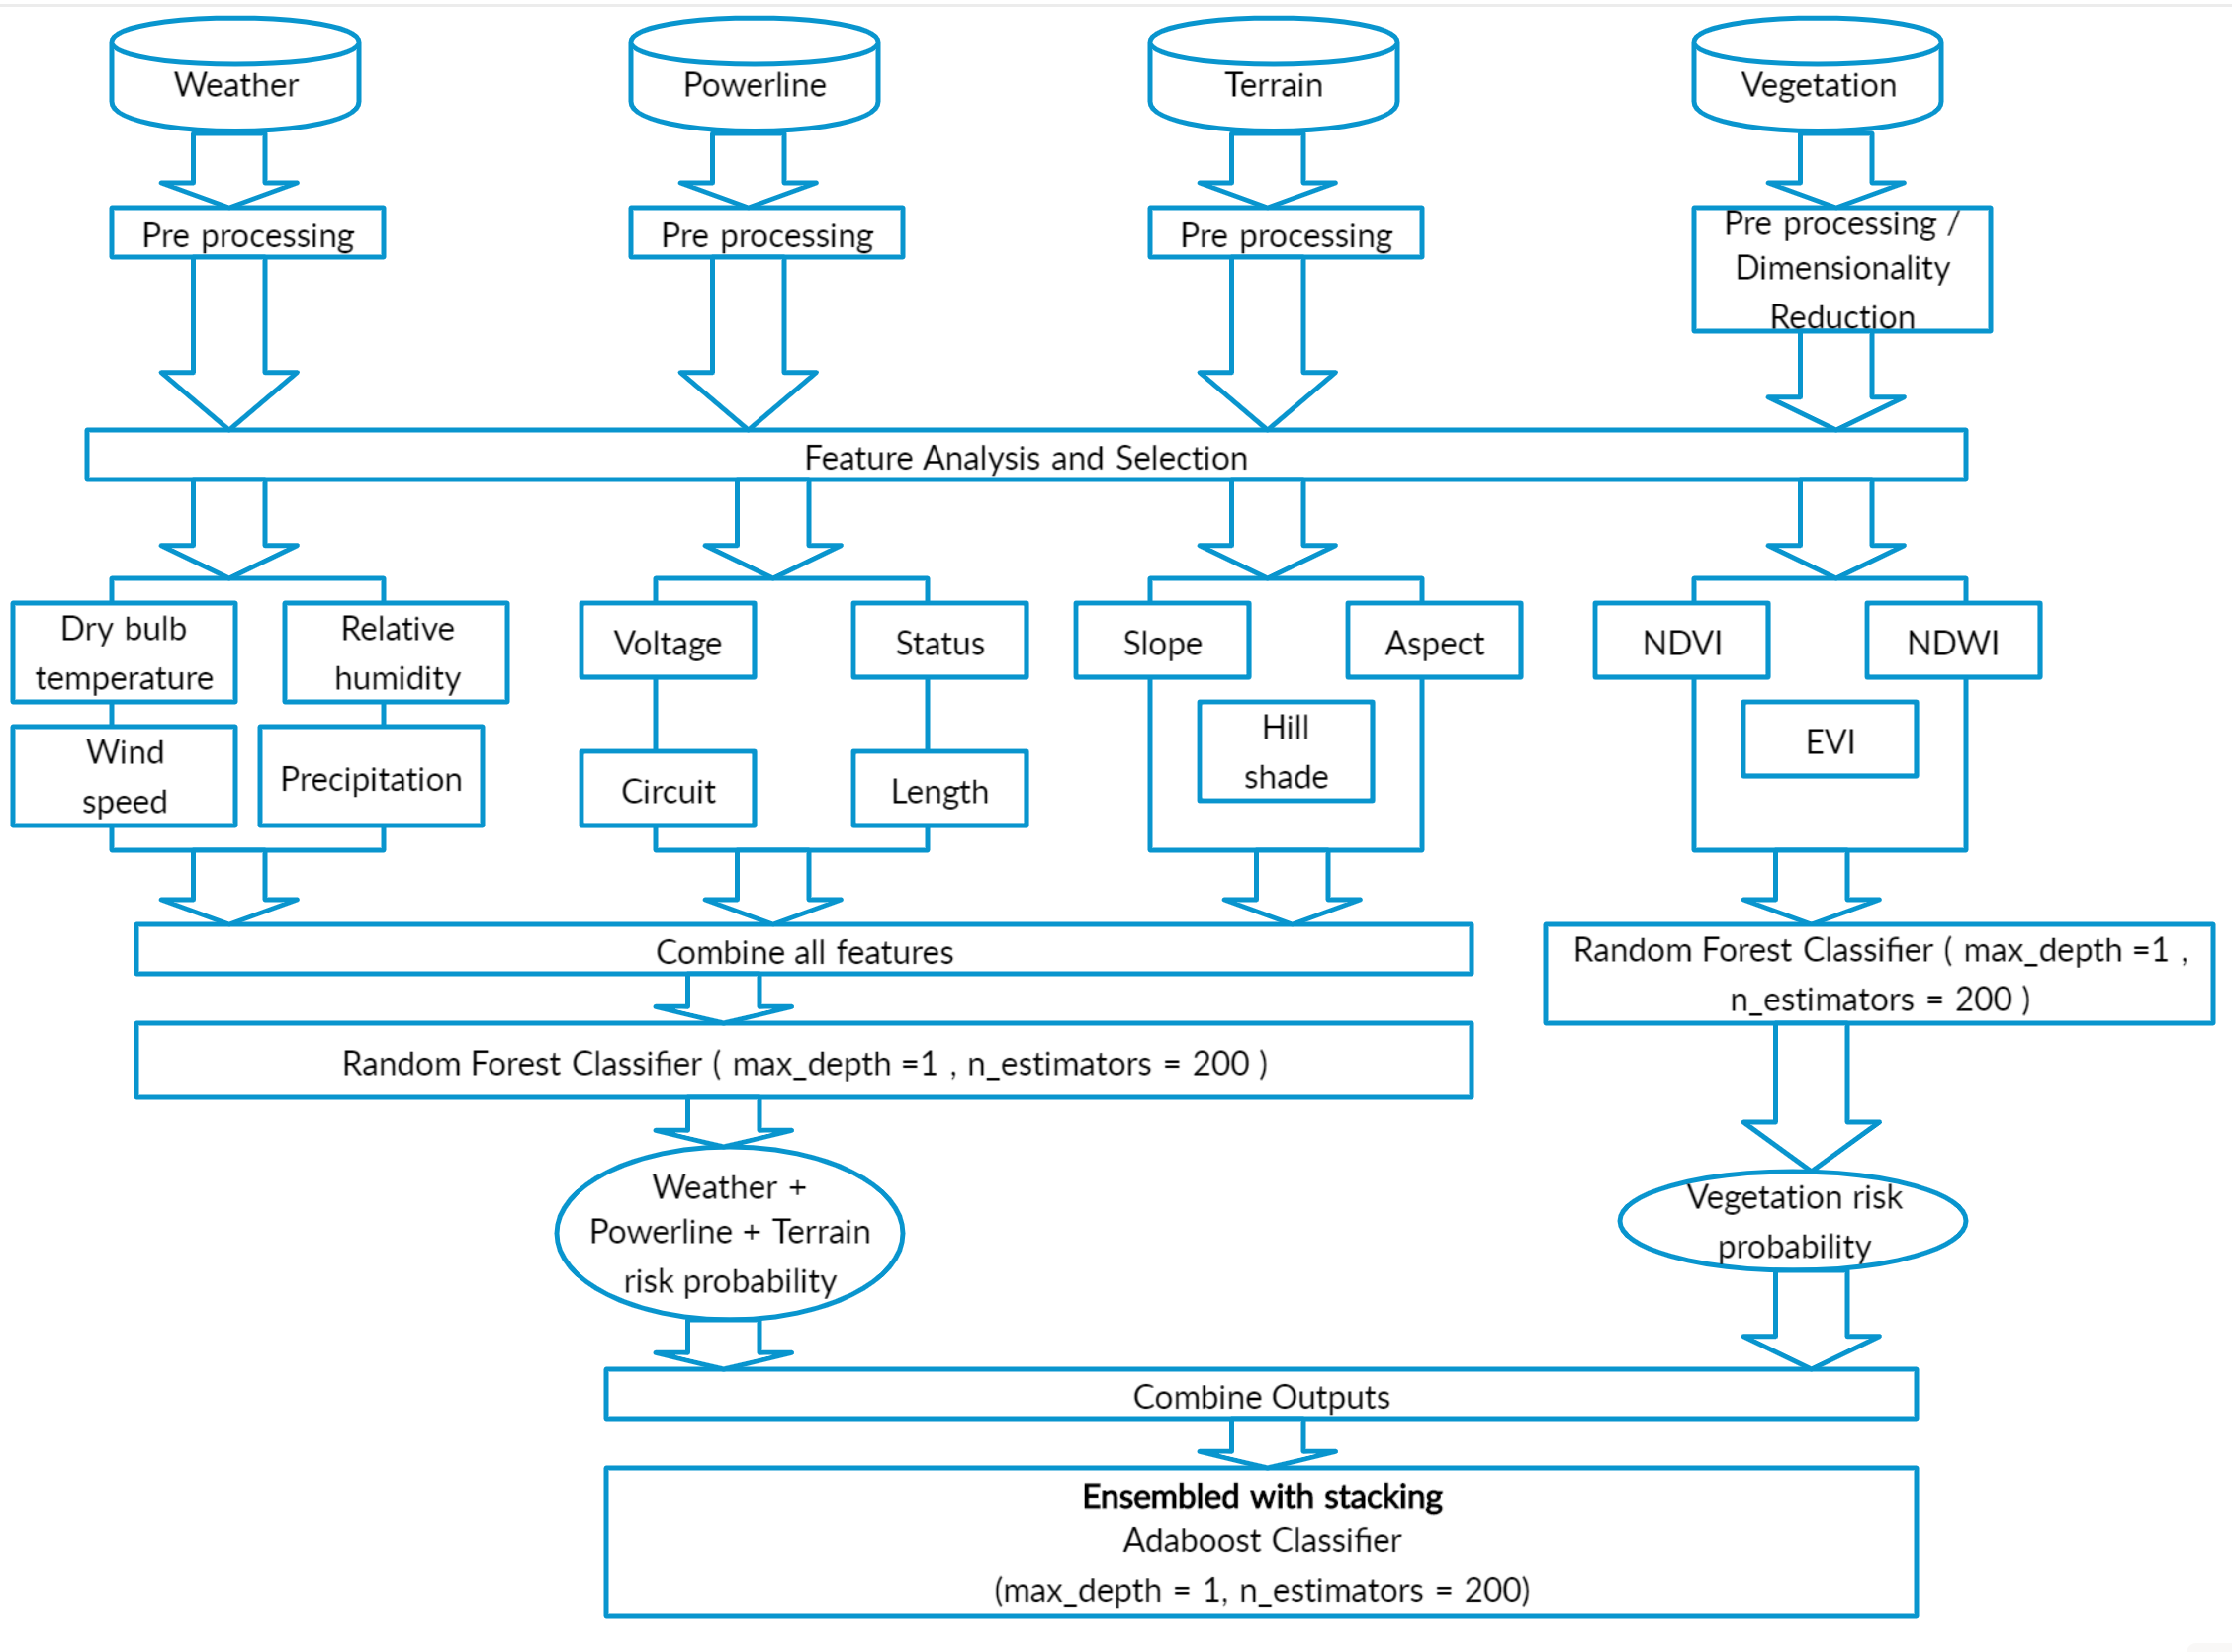 Weather
Powerline
Terrain
Vegetation
Pre processing
Pre processing
Pre processing
Pre processing /
Dimensionality
Reduction
Feature Analysis and Selection
Dry bulb
temperature
Relative
humidity
Wind
speed
Precipitation
Voltage
Status
Circuit
Length
Slope
Aspect
Hill
shade
NDVI
NDWI
EVI
Combine all features
Random Forest Classifier ( max_depth =1 , n_estimators = 200 )
Random Forest Classifier ( max_depth =1 ,
n_estimators = 200 )
Weather +
Powerline + Terrain
risk probability
Vegetation risk
probability
Combine Outputs
Ensembled with stacking
Adaboost Classifier
(max_depth = 1, n_estimators = 200)